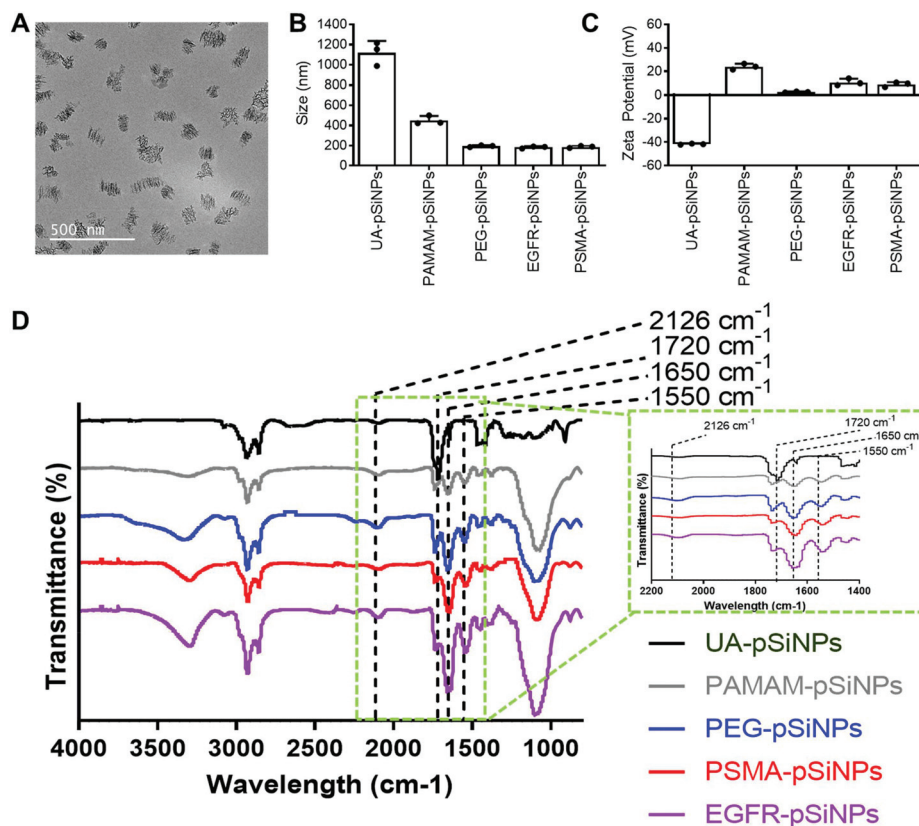 A
500 nm
B
Size (nm)
1400
1200
1000
800
600
400
200
0
UA-pSiNPs
PAMAM-pSiNPs
PEG-pSiNPs
EGFR-pSiNPs
PSMA-pSiNPs
C
Zeta Potential (mV)
60
40
20
0
-20
-40
-60
UA-pSiNPs
PAMAM-pSiNPs
PEG-pSiNPs
EGFR-pSiNPs
PSMA-pSiNPs
D
2126 cm⁻¹
1720 cm⁻¹
1650 cm⁻¹
1550 cm⁻¹
Transmittance (%)
4000 3500 3000 2500 2000 1500 1000
Wavelength (cm-1)
2126 cm⁻¹
1720 cm⁻¹
1650 cm⁻¹
1550 cm⁻¹
Transmittance (%)
2200 2000 1800 1600 1400
Wavelength (cm-1)
UA-pSiNPs
PAMAM-pSiNPs
PEG-pSiNPs
PSMA-pSiNPs
EGFR-pSiNPs